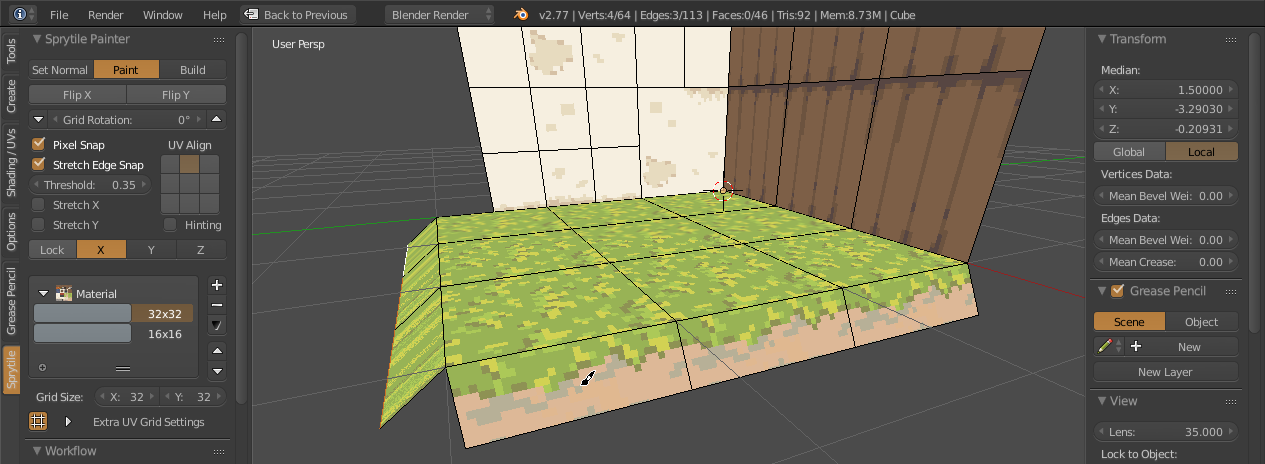 File Render Window Help Back to Previous Blender Render v2.77 | Verts:4/64 | Edges:3/113 | Faces:0/46 | Tris:92 | Mem:8.73M | Cube
Tools
Create
Shading / UVs
Options
Grease Pencil
Sprytile
Sprytile Painter
Set Normal Paint Build
Flip X Flip Y
Grid Rotation: 0°
Pixel Snap UV Align
Stretch Edge Snap
Threshold: 0.35
Stretch X
Stretch Y Hinting
Lock X Y Z
Material
32x32
16x16
Grid Size: X: 32 Y: 32
Extra UV Grid Settings
Workflow
User Persp
Transform
Median:
X: 1.50000
Y: -3.29030
Z: -0.20931
Global Local
Vertices Data:
Mean Bevel Wei: 0.00
Edges Data:
Mean Bevel Wei: 0.00
Mean Crease: 0.00
Grease Pencil
Scene Object
New
New Layer
View
Lens: 35.000
Lock to Object: